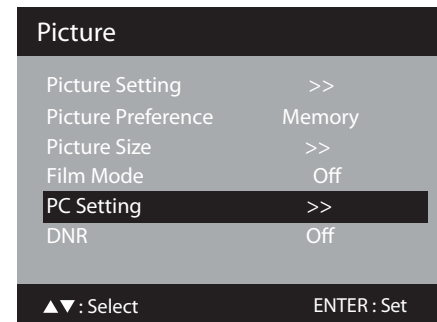 Picture
Picture Setting >>
Picture Preference Memory
Picture Size >>
Film Mode Off
PC Setting >>
DNR Off
▲▼: Select ENTER : Set